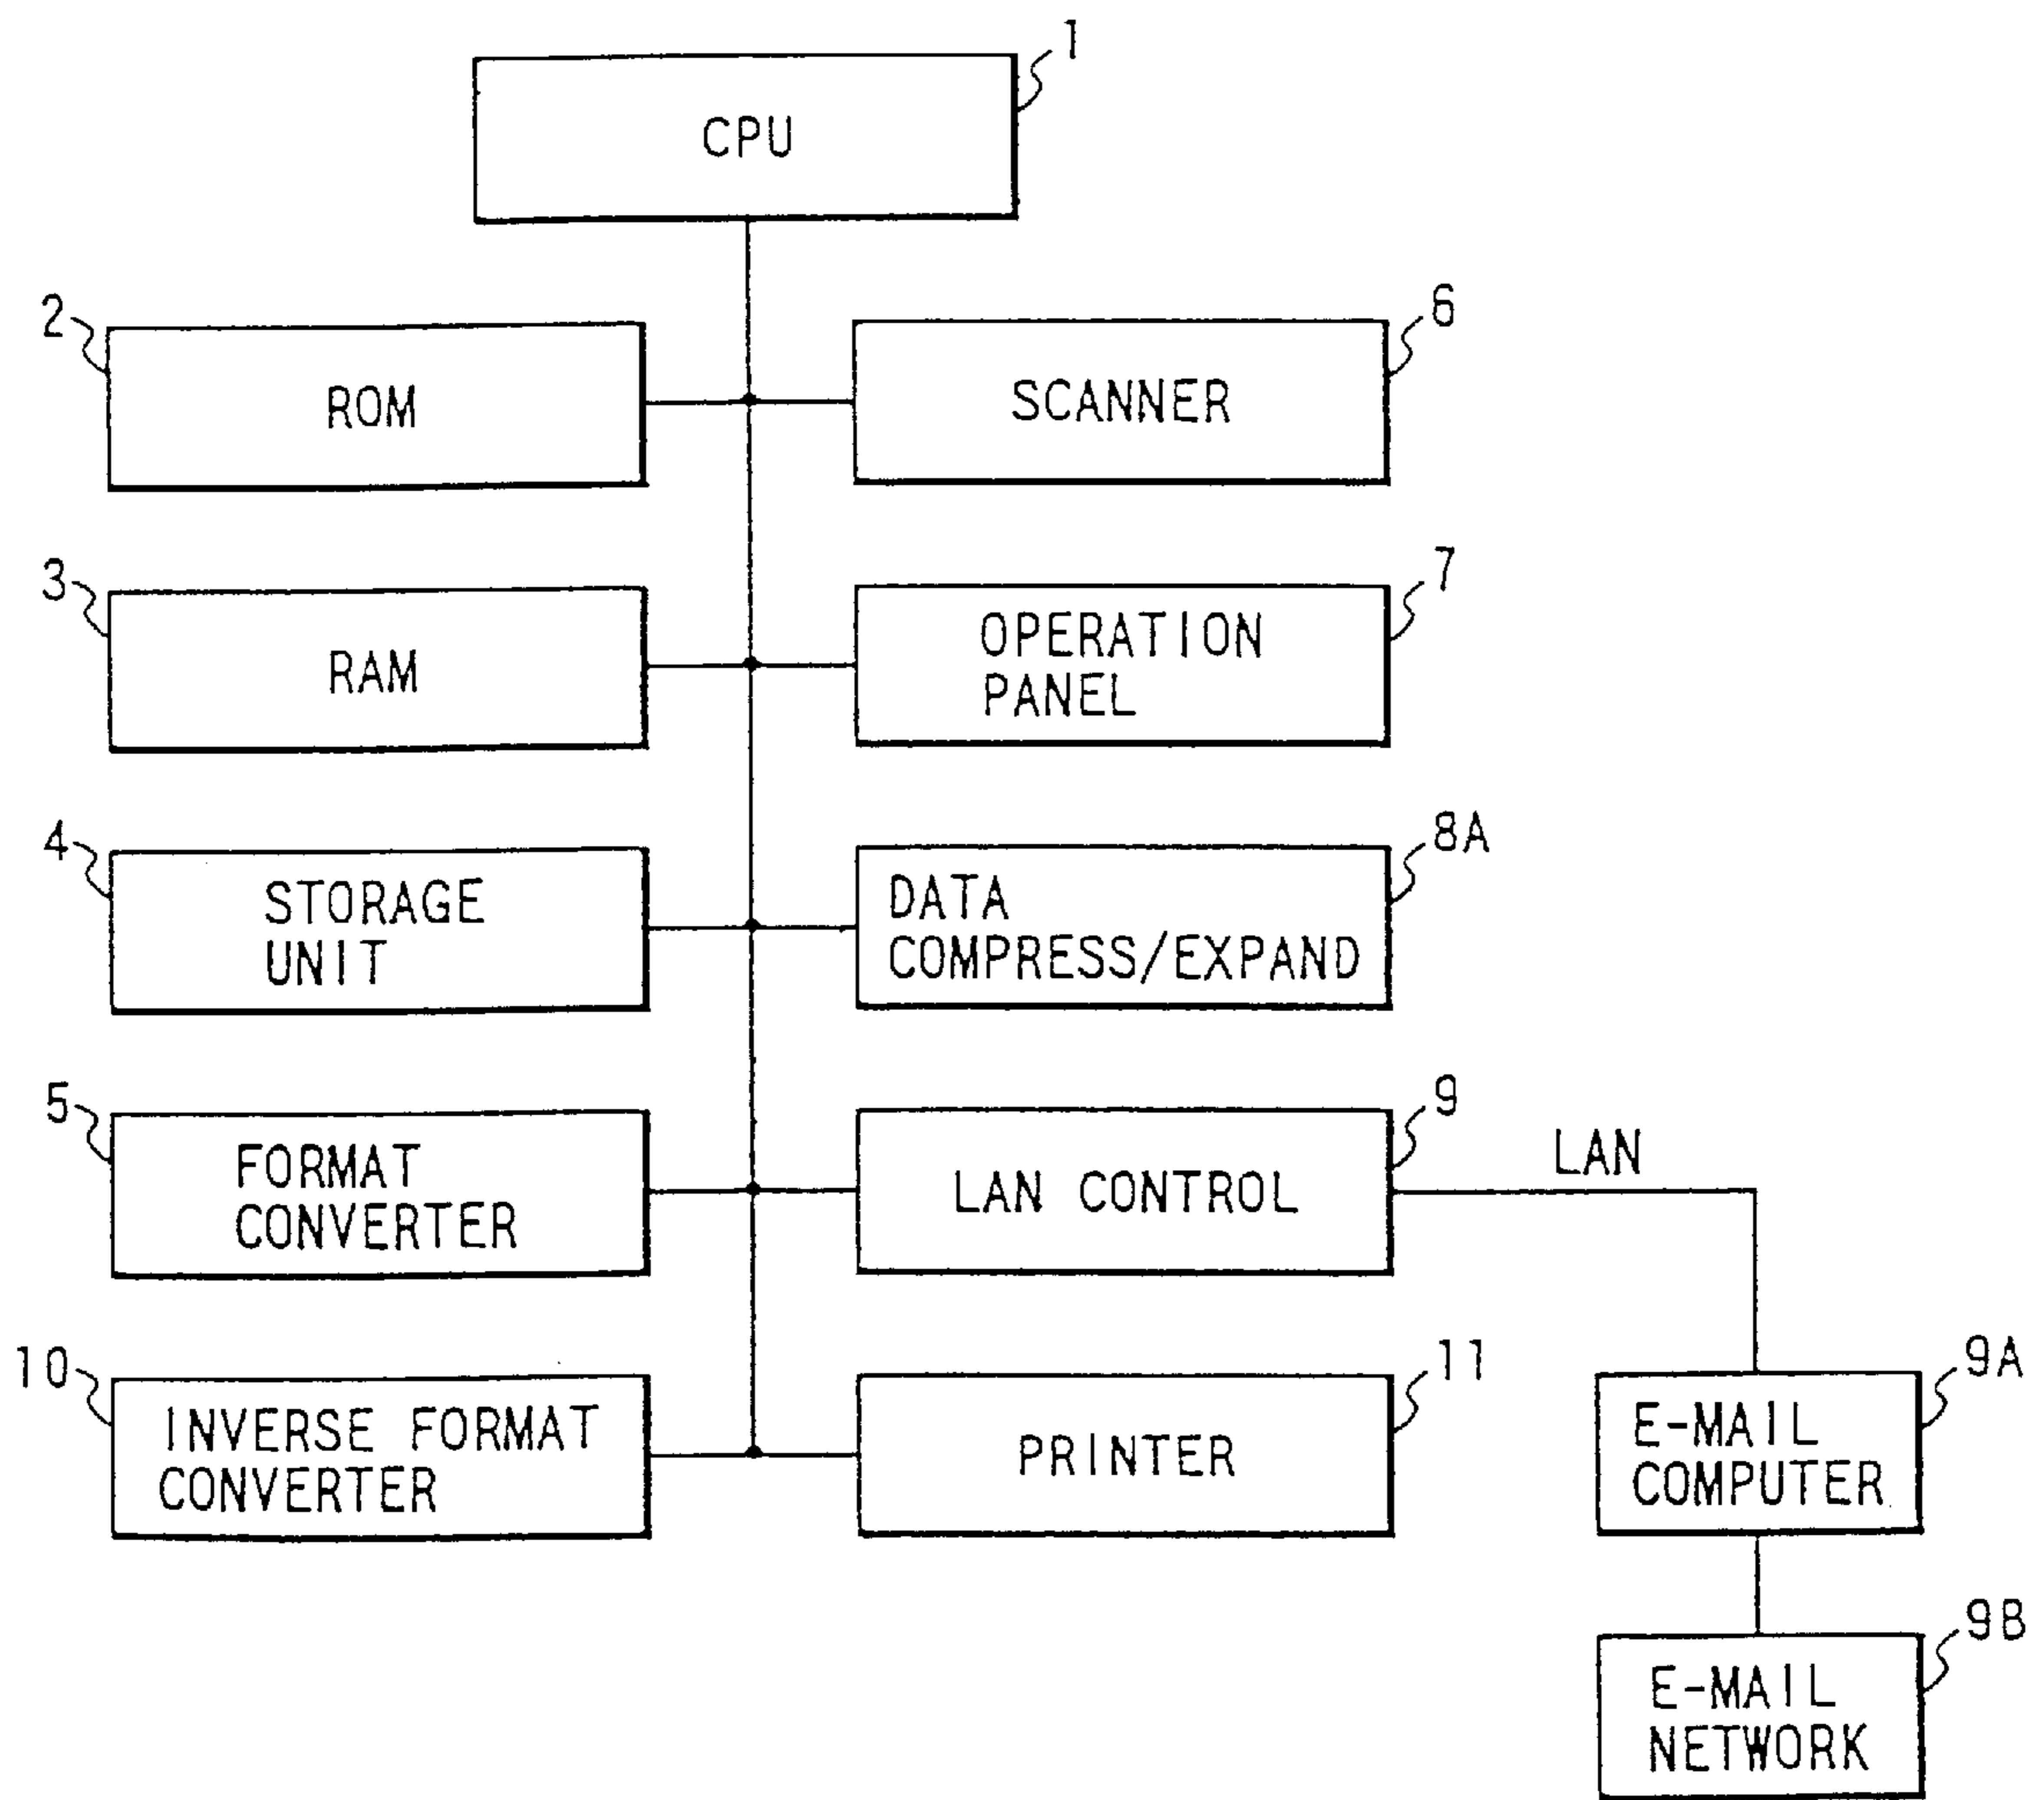 1
CPU
2
ROM
6
SCANNER
3
RAM
7
OPERATION
PANEL
4
STORAGE
UNIT
8A
DATA
COMPRESS/EXPAND
5
FORMAT
CONVERTER
9
LAN CONTROL
LAN
10
INVERSE FORMAT
CONVERTER
11
PRINTER
9A
E-MAIL
COMPUTER
9B
E-MAIL
NETWORK